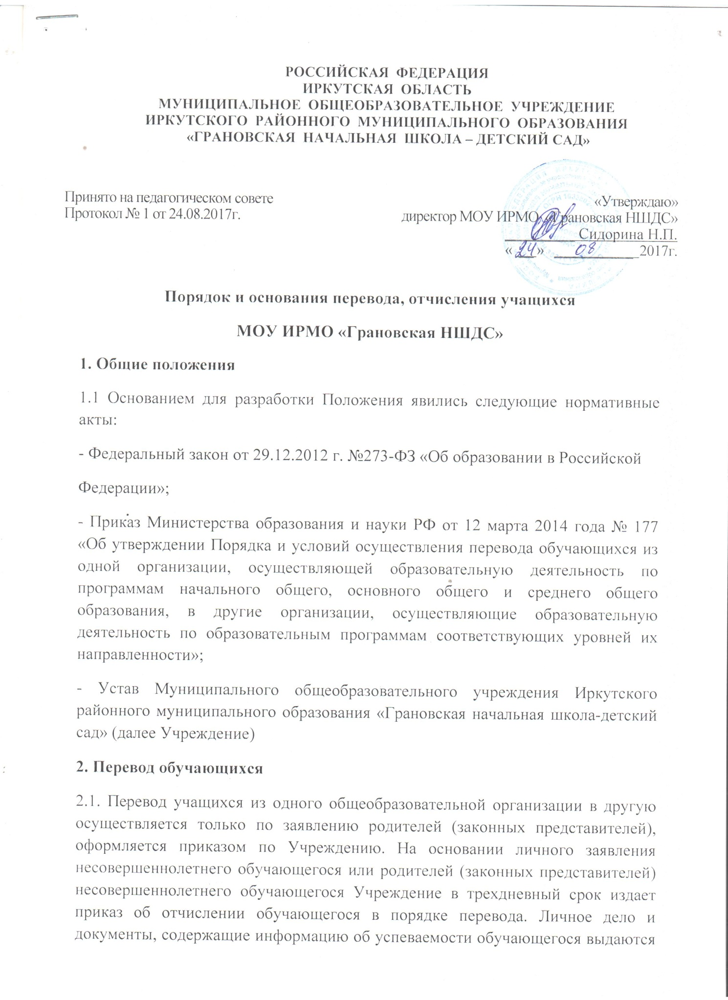 РОССИЙСКАЯ ФЕДЕРАЦИЯ
ИРКУТСКАЯ ОБЛАСТЬ
МУНИЦИПАЛЬНОЕ ОБЩЕОБРАЗОВАТЕЛЬНОЕ УЧРЕЖДЕНИЕ
ИРКУТСКОГО РАЙОННОГО МУНИЦИПАЛЬНОГО ОБРАЗОВАНИЯ
«ГРАНОВСКАЯ НАЧАЛЬНАЯ ШКОЛА – ДЕТСКИЙ САД»
Принято на педагогическом совете
Протокол № 1 от 24.08.2017г.
«Утверждаю»
директор МОУ ИРМО «Грановская НШДС»
Сидорина Н.П.
«24» 08 2017г.
Порядок и основания перевода, отчисления учащихся
МОУ ИРМО «Грановская НШДС»
1. Общие положения
1.1 Основанием для разработки Положения явились следующие нормативные
акты:
- Федеральный закон от 29.12.2012 г. №273-ФЗ «Об образовании в Российской
Федерации»;
- Приказ Министерства образования и науки РФ от 12 марта 2014 года № 177
«Об утверждении Порядка и условий осуществления перевода обучающихся из
одной организации, осуществляющей образовательную деятельность по
программам начального общего, основного общего и среднего общего
образования, в другие организации, осуществляющие образовательную
деятельность по образовательным программам соответствующих уровней их
направленности»;
- Устав Муниципального общеобразовательного учреждения Иркутского
районного муниципального образования «Грановская начальная школа-детский
сад» (далее Учреждение)
2. Перевод обучающихся
2.1. Перевод учащихся из одного общеобразовательной организации в другую
осуществляется только по заявлению родителей (законных представителей),
оформляется приказом по Учреждению. На основании личного заявления
несовершеннолетнего обучающегося или родителей (законных представителей)
несовершеннолетнего обучающегося Учреждение в трехдневный срок издает
приказ об отчислении обучающегося в порядке перевода. Личное дело и
документы, содержащие информацию об успеваемости обучающегося выдаются